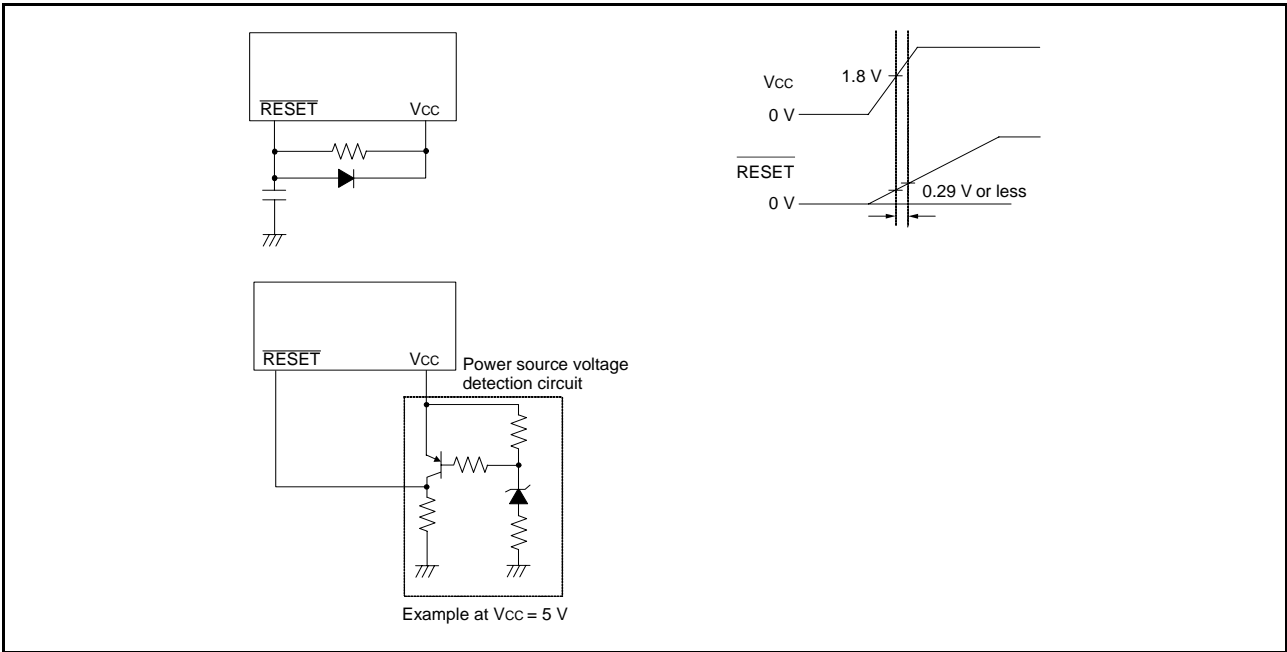 RESET VCC
VCC
1.8 V
0 V
RESET
0.29 V or less
0 V
RESET VCC
Power source voltage
detection circuit
Example at VCC = 5 V